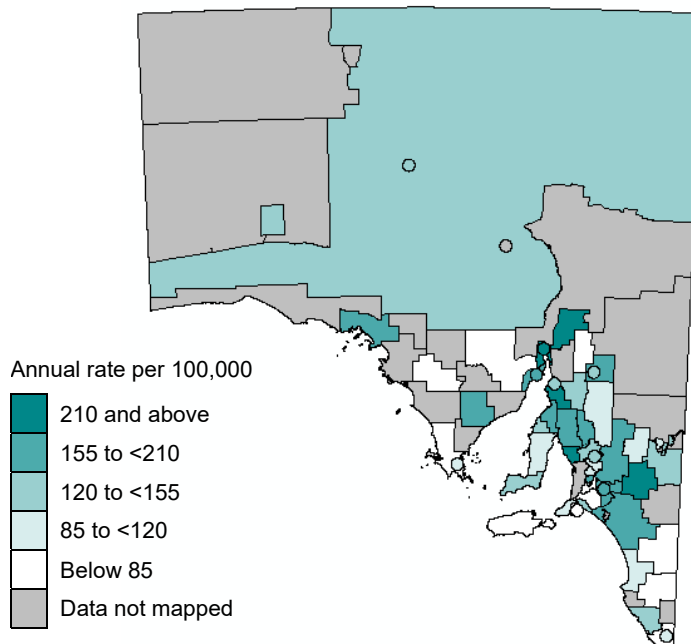 Annual rate per 100,000
210 and above
155 to <210
120 to <155
85 to <120
Below 85
Data not mapped